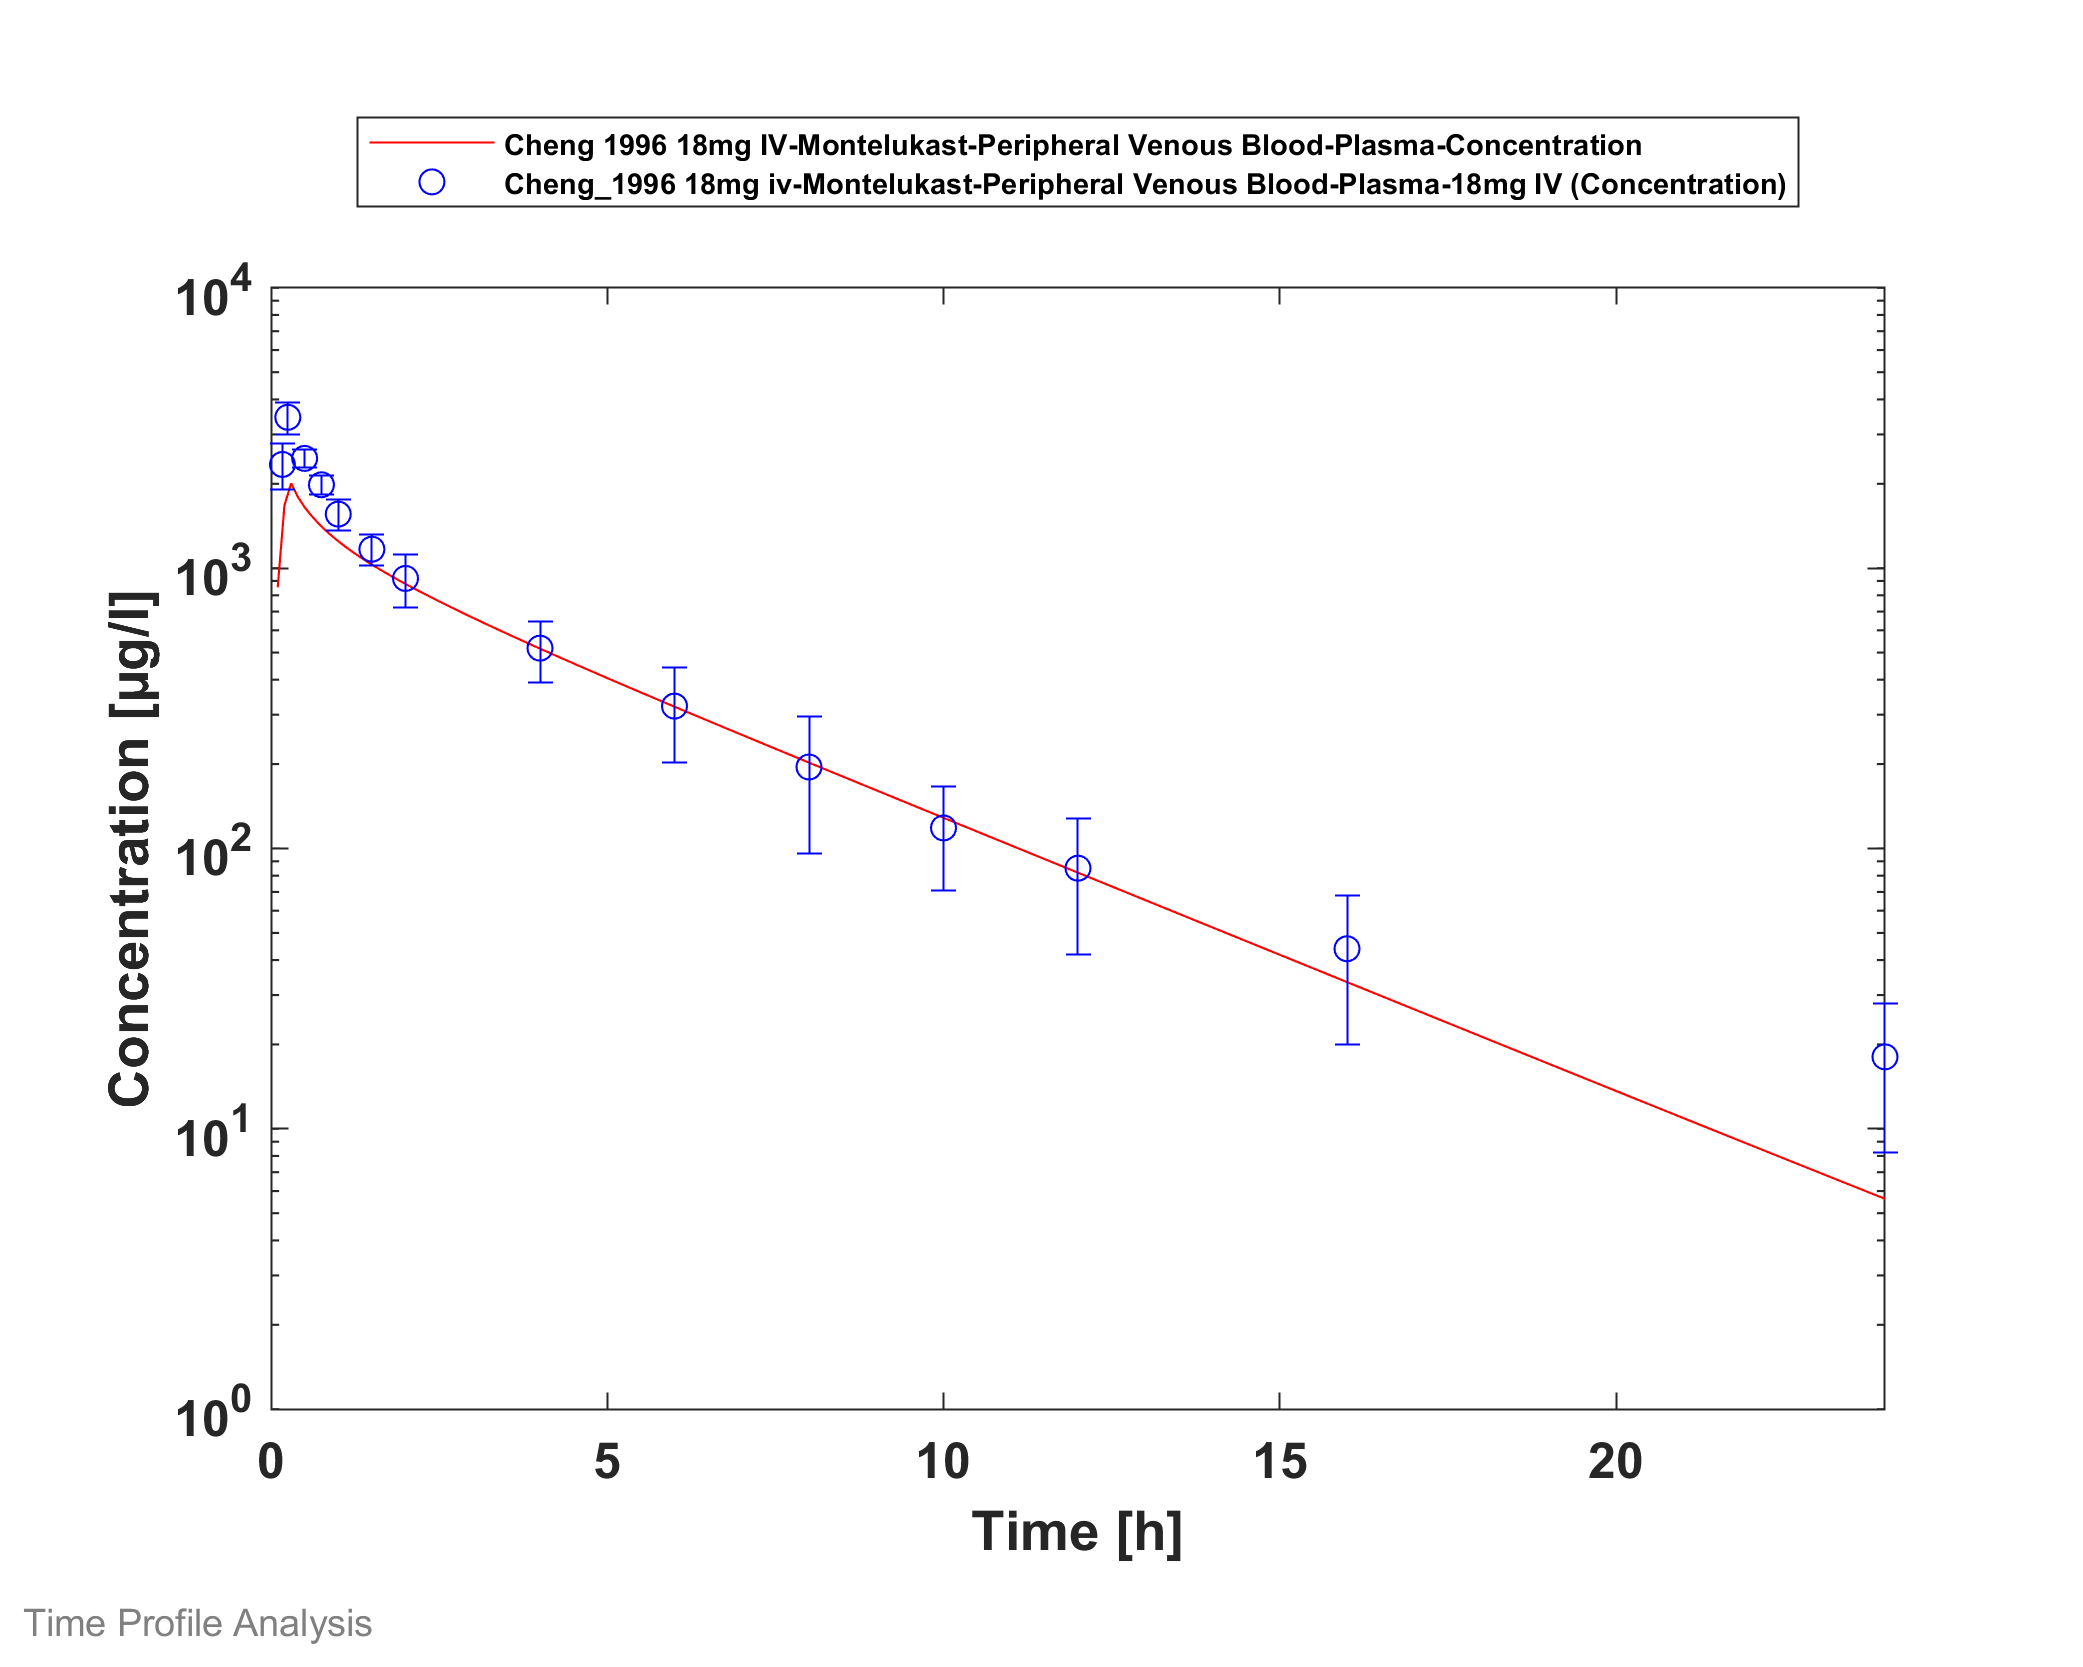 Cheng 1996 18mg IV-Montelukast-Peripheral Venous Blood-Plasma-Concentration
Cheng_1996 18mg iv-Montelukast-Peripheral Venous Blood-Plasma-18mg IV (Concentration)
10^4
10^3
10^2
10^1
10^0
Concentration [µg/l]
0 5 10 15 20
Time [h]
Time Profile Analysis